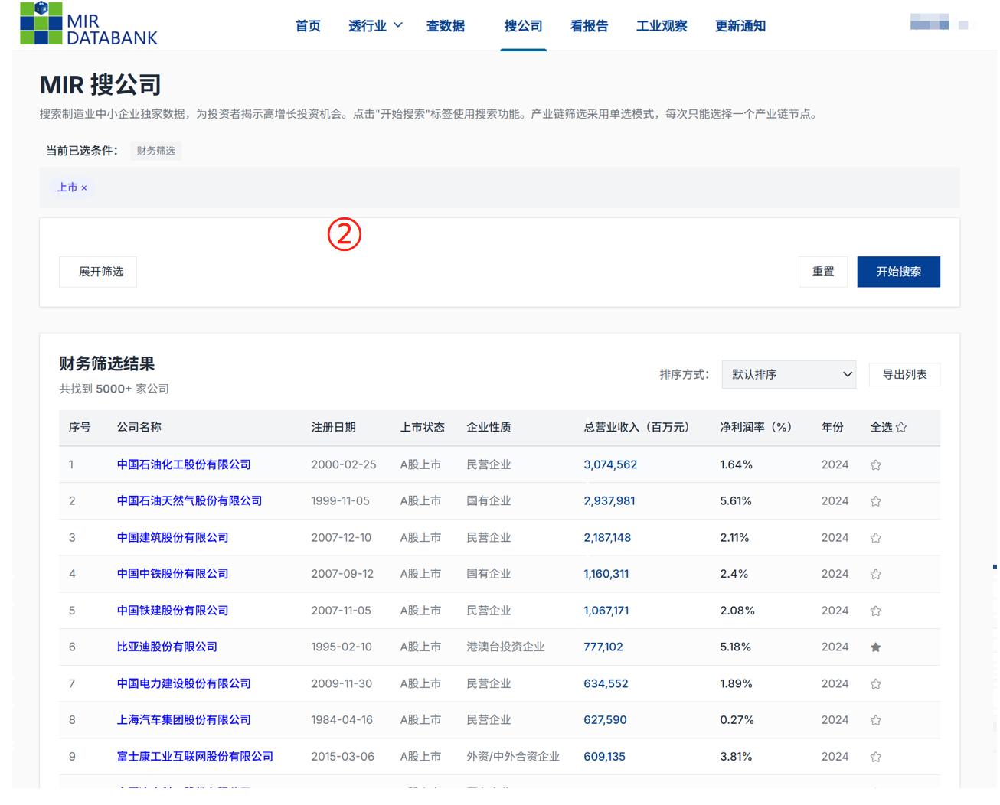 MIR
DATABANK
首页 透行业 查数据 搜公司 看报告 工业观察 更新通知
MIR 搜公司
搜索制造业中小企业独家数据，为投资者揭示高增长投资机会。点击"开始搜索"标签使用搜索功能。产业链筛选采用单选模式，每次只能选择一个产业链节点。
当前已选条件： 财务筛选
上市 ×
②
展开筛选 重置 开始搜索
财务筛选结果
共找到 5000+ 家公司
排序方式： 默认排序 导出列表
序号 公司名称 注册日期 上市状态 企业性质 总营业收入（百万元） 净利润率（%） 年份 全选
1 中国石油化工股份有限公司 2000-02-25 A股上市 民营企业 3,074,562 1.64% 2024
2 中国石油天然气股份有限公司 1999-11-05 A股上市 国有企业 2,937,981 5.61% 2024
3 中国建筑股份有限公司 2007-12-10 A股上市 民营企业 2,187,148 2.11% 2024
4 中国中铁股份有限公司 2007-09-12 A股上市 国有企业 1,160,311 2.4% 2024
5 中国铁建股份有限公司 2007-11-05 A股上市 民营企业 1,067,171 2.08% 2024
6 比亚迪股份有限公司 1995-02-10 A股上市 港澳台投资企业 777,102 5.18% 2024
7 中国电力建设股份有限公司 2009-11-30 A股上市 民营企业 634,552 1.89% 2024
8 上海汽车集团股份有限公司 1984-04-16 A股上市 民营企业 627,590 0.27% 2024
9 富士康工业互联网股份有限公司 2015-03-06 A股上市 外资/中外合资企业 609,135 3.81% 2024